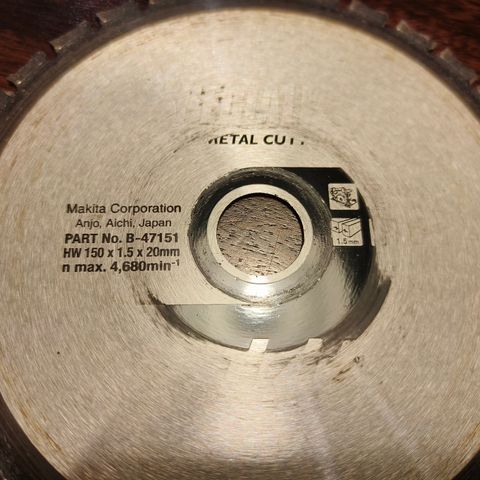 METAL CUT
Makita Corporation
Anjo, Aichi, Japan
PART No. B-47151
HW 150 x 1.5 x 20mm
n max. 4,680min⁻¹
1.5mm